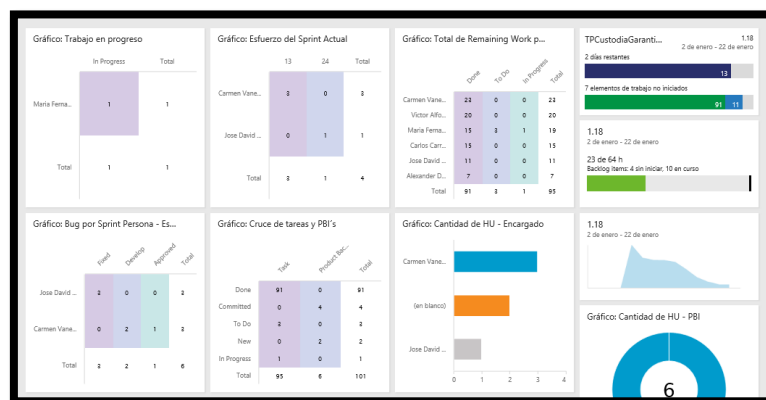 Gráfico: Trabajo en progreso
In Progress Total
Maria Ferna... 1 1
Total 1 1
Gráfico: Esfuerzo del Sprint Actual
13 24 Total
Carmen Vane... 3 0 3
Jose David ... 0 1 1
Total 3 1 4
Gráfico: Total de Remaining Work p...
Done To Do In Progress Total
Carmen Vane... 23 0 0 23
Victor Alfo... 20 0 0 20
Maria Ferna... 15 3 1 19
Carlos Carr... 15 0 0 15
Jose David ... 11 0 0 11
Alexander D... 7 0 0 7
Total 91 3 1 95
TPCustodiaGaranti... 1.18
2 de enero - 22 de enero
2 días restantes
13
7 elementos de trabajo no iniciados
91 11
1.18
2 de enero - 22 de enero
23 de 64 h
Backlog items: 4 sin iniciar, 10 en curso
Gráfico: Bug por Sprint Persona - Es...
Fixed Develop Approved Total
Jose David ... 3 0 0 3
Carmen Vane... 0 2 1 3
Total 3 2 1 6
Gráfico: Cruce de tareas y PBI´s
Task Product Bac... Total
Done 91 0 91
Committed 0 4 4
To Do 3 0 3
New 0 2 2
In Progress 1 0 1
Total 95 6 101
Gráfico: Cantidad de HU - Encargado
Carmen Vane...
(en blanco)
Jose David ...
0 1 2 3 4
1.18
2 de enero - 22 de enero
Gráfico: Cantidad de HU - PBI
6